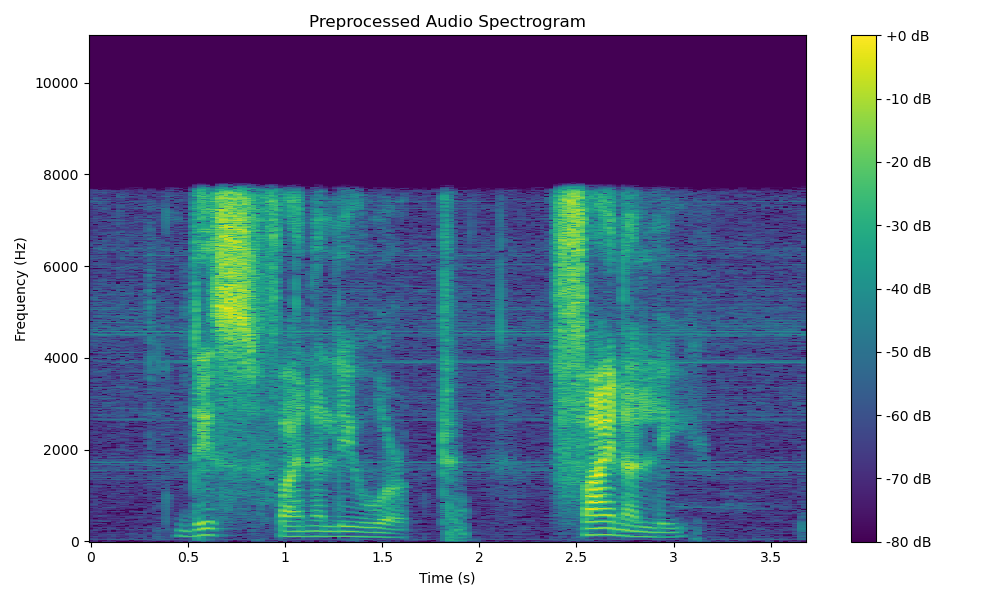 Preprocessed Audio Spectrogram
Frequency (Hz)
10000
8000
6000
4000
2000
0
0 0.5 1 1.5 2 2.5 3 3.5
Time (s)
+0 dB
-10 dB
-20 dB
-30 dB
-40 dB
-50 dB
-60 dB
-70 dB
-80 dB